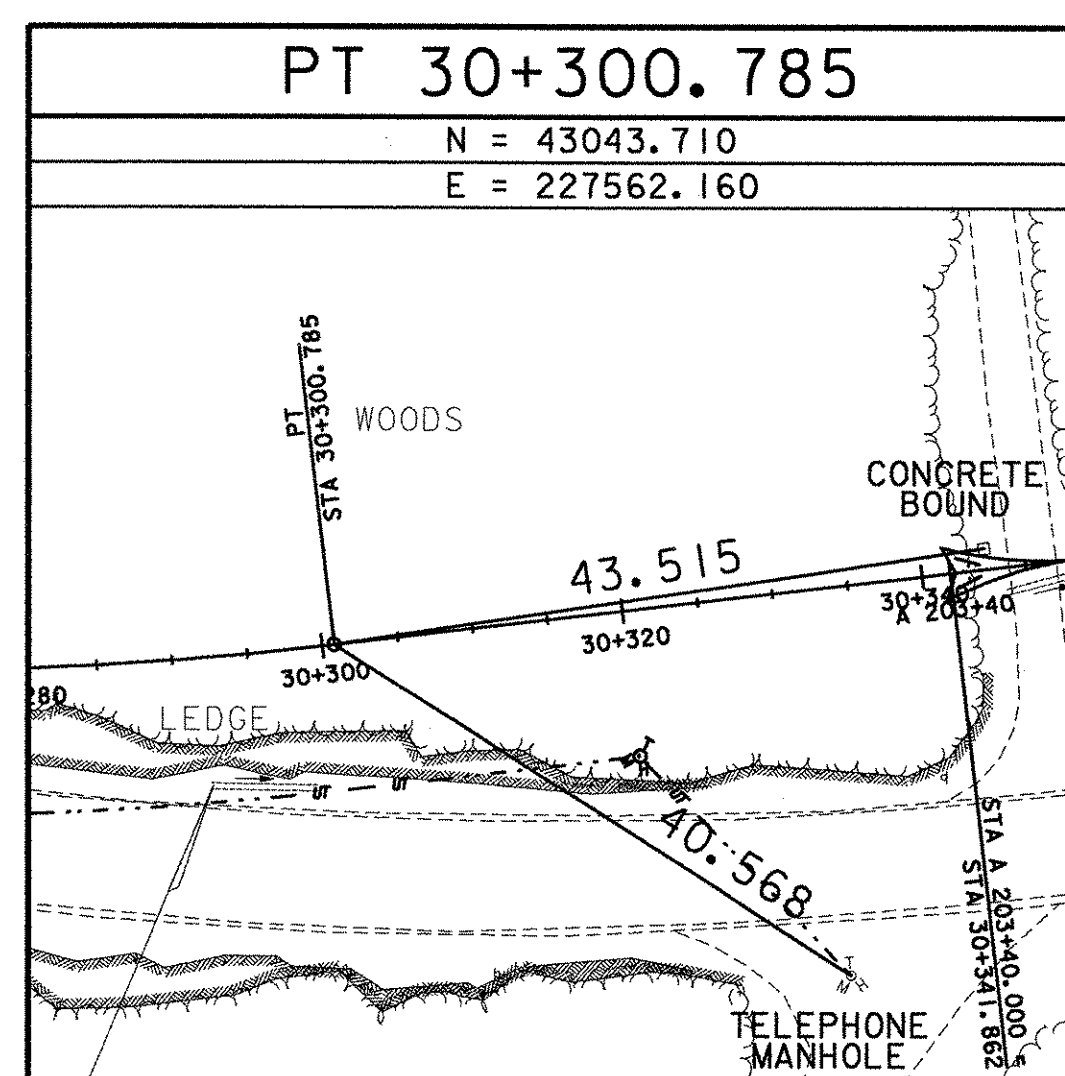 PT 30+300.785
N = 43043.710
E = 227562.160
PT
STA 30+300.785
WOODS
CONCRETE
BOUND
43.515
30+340
A 203+40
30+320
30+300
280
LEDGE
T
M H
UT
UT
UT
40.568
STA A 203+40.000
STA 30+341.862
T
M H
TELEPHONE
MANHOLE